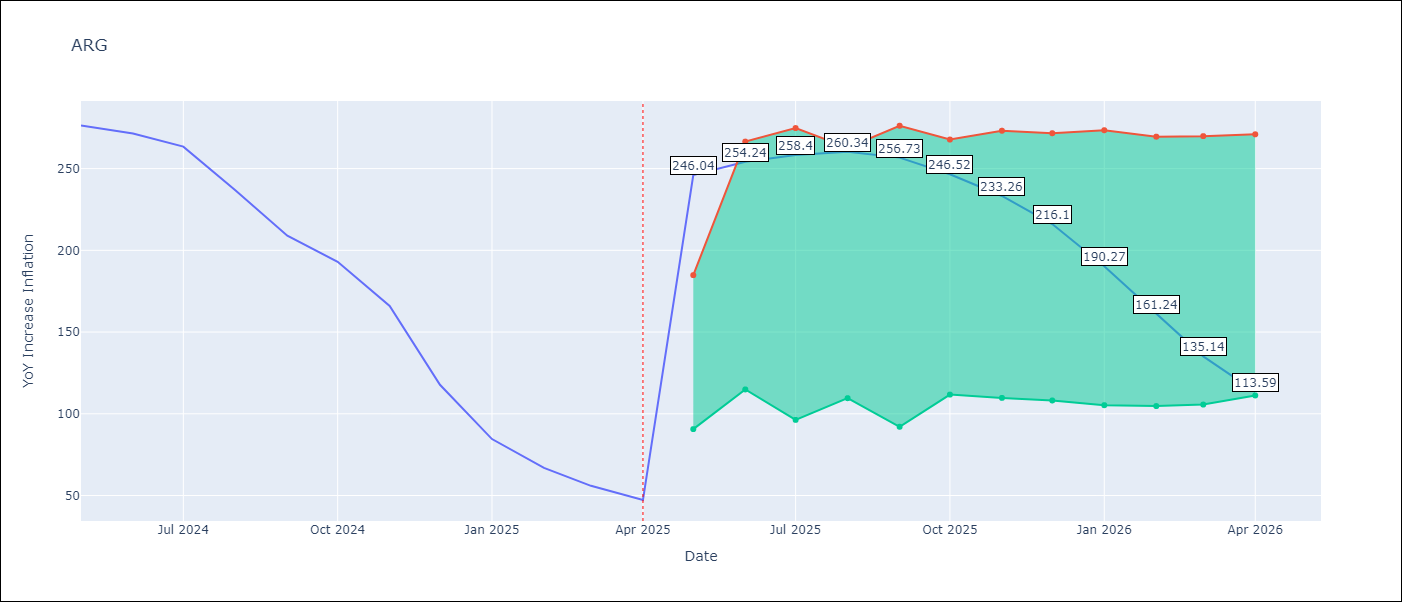 ARG
YoY Increase Inflation
250
200
150
100
50
246.04
254.24
258.4
260.34
256.73
246.52
233.26
216.1
190.27
161.24
135.14
113.59
Jul 2024
Oct 2024
Jan 2025
Apr 2025
Jul 2025
Oct 2025
Jan 2026
Apr 2026
Date